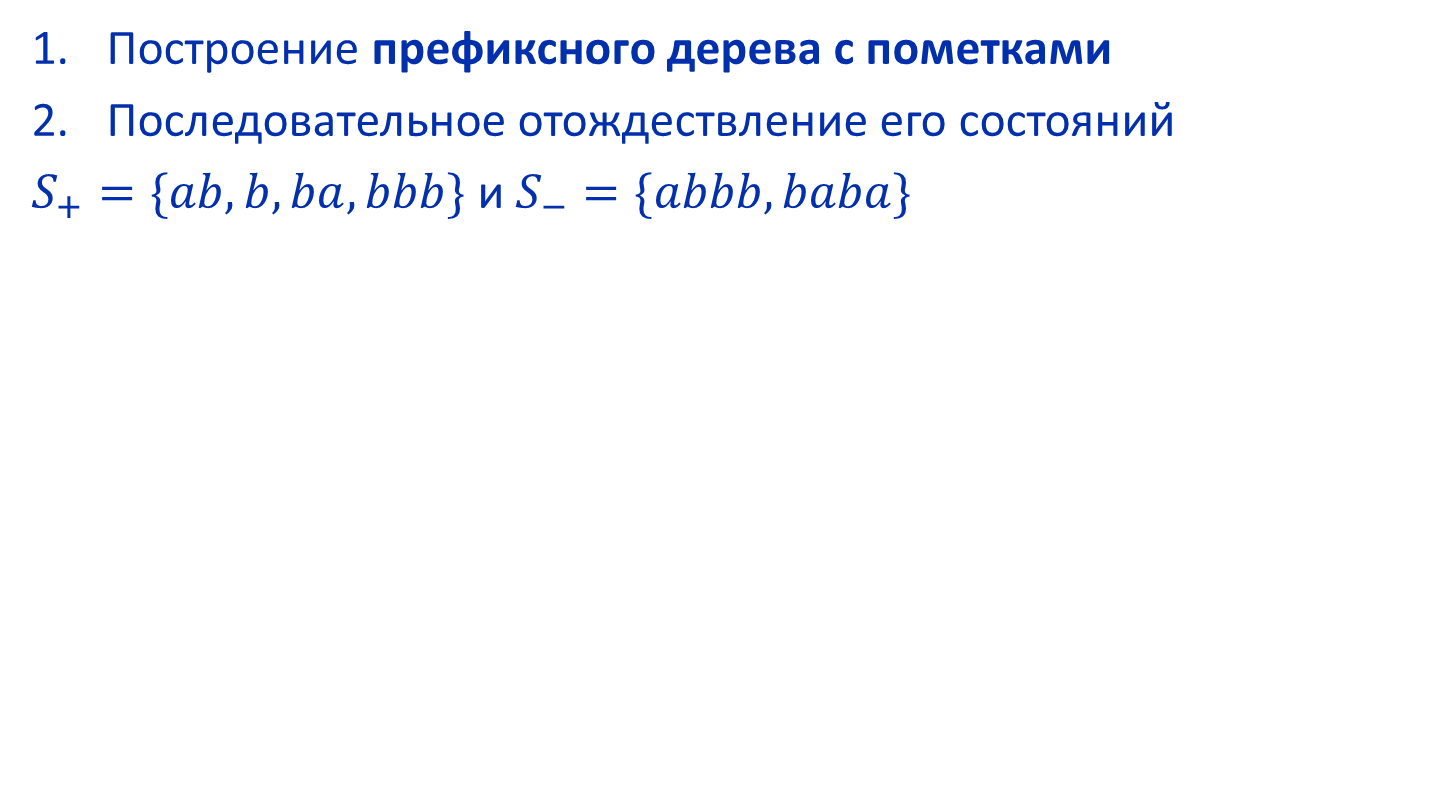 1. Построение префиксного дерева с пометками
2. Последовательное отождествление его состояний
S₊ = {ab, b, ba, bbb} и S₋ = {abbb, baba}